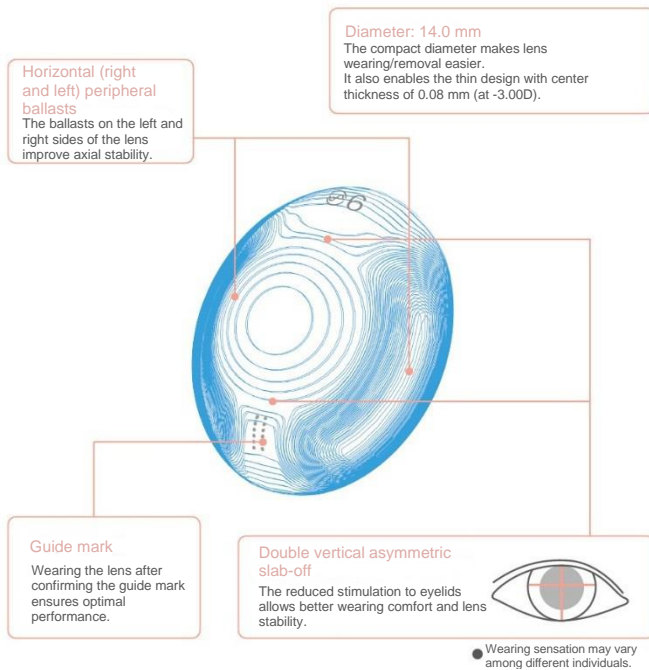 Diameter: 14.0 mm
The compact diameter makes lens
wearing/removal easier.
It also enables the thin design with center
thickness of 0.08 mm (at -3.00D).
Horizontal (right
and left) peripheral
ballasts
The ballasts on the left and
right sides of the lens
improve axial stability.
Guide mark
Wearing the lens after
confirming the guide mark
ensures optimal
performance.
Double vertical asymmetric
slab-off
The reduced stimulation to eyelids
allows better wearing comfort and lens
stability.
Wearing sensation may vary
among different individuals.